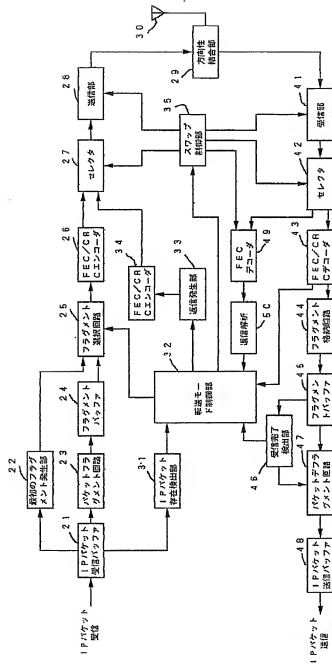 IPパケット
受信
21
IPパケット
受信バッファ
22
最初のフラグ
メント発生部
23
パケットフラ
グメント回路
24
フラグメント
バッファ
25
フラグメント
選択回路
26
FEC/CR
Cエンコーダ
27
セレクタ
28
送信部
29
方向性
結合部
30
31
IPパケット
存在検出部
32
転送モー
ド制御部
33
返信発生部
34
FEC/CR
Cエンコーダ
35
スワップ
制御部
41
受信部
42
セレクタ
43
FEC/CR
Cデコーダ
44
フラグメント
格納回路
45
フラグメン
トバッファ
46
受信完了
検出部
47
パケットデフラ
グメント回路
48
IPパケット
送信バッファ
49
FEC
デコーダ
50
返信解析
IPパケット
送信